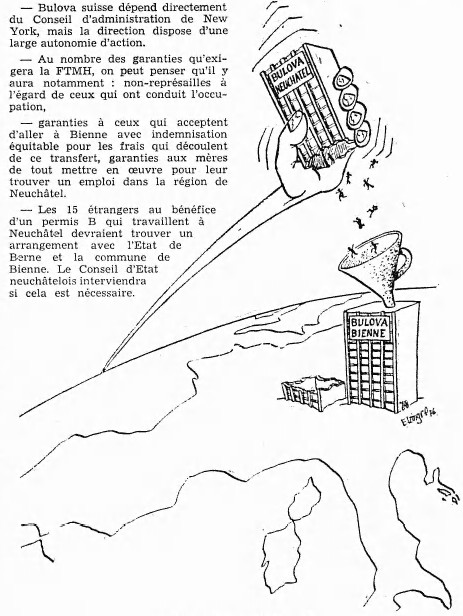 — Bulova suisse dépend directement
du Conseil d'administration de New
York, mais la direction dispose d'une
large autonomie d'action.
— Au nombre des garanties qu'exi-
gera la FTMH, on peut penser qu'il y
aura notamment : non-représailles à
l'égard de ceux qui ont conduit l'occu-
pation,
— garanties à ceux qui acceptent
d'aller à Bienne avec indemnisation
équitable pour les frais qui découlent
de ce transfert, garanties aux mères
de tout mettre en œuvre pour leur
trouver un emploi dans la région de
Neuchâtel.
— Les 15 étrangers au bénéfice
d'un permis B qui travaillent à
Neuchâtel devraient trouver un
arrangement avec l'Etat de
Berne et la commune de
Bienne. Le Conseil d'Etat
neuchâtelois interviendra
si cela est nécessaire.
BULOVA
NEUCHATEL
BULOVA
BIENNE